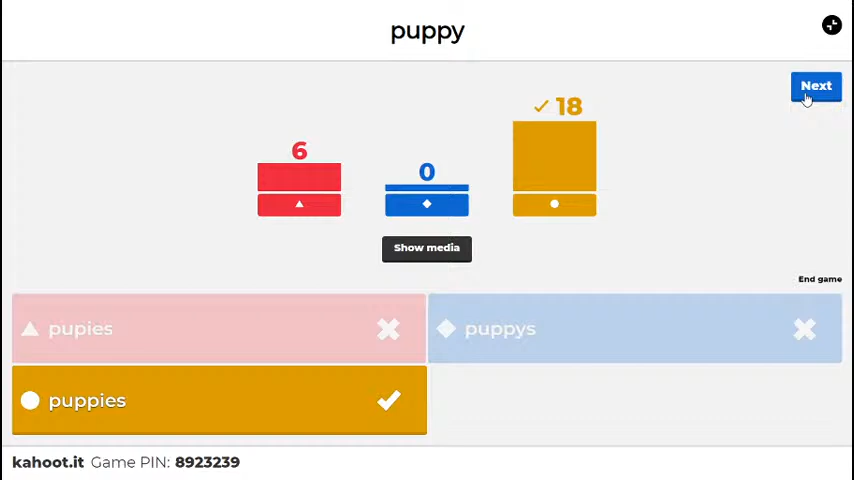 puppy
Next
18
6
0
Show media
End game
pupies
puppys
puppies
kahoot.it Game PIN: 8923239